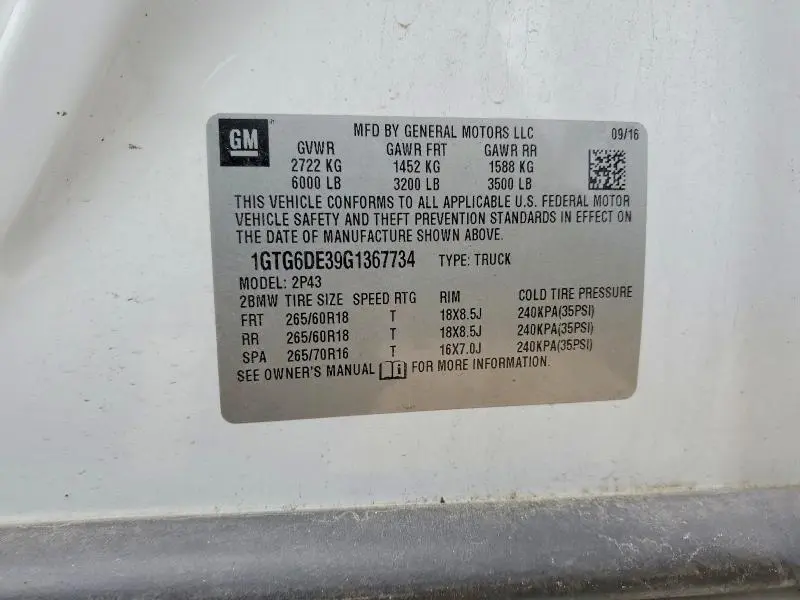 GM MFD BY GENERAL MOTORS LLC 09/16
GVWR GAWR FRT GAWR RR
2722 KG 1452 KG 1588 KG
6000 LB 3200 LB 3500 LB
THIS VEHICLE CONFORMS TO ALL APPLICABLE U.S. FEDERAL MOTOR
VEHICLE SAFETY AND THEFT PREVENTION STANDARDS IN EFFECT ON
THE DATE OF MANUFACTURE SHOWN ABOVE.
1GTG6DE39G1367734 TYPE: TRUCK
MODEL: 2P43
2BMW TIRE SIZE SPEED RTG RIM COLD TIRE PRESSURE
FRT 265/60R18 T 18X8.5J 240KPA(35PSI)
RR 265/60R18 T 18X8.5J 240KPA(35PSI)
SPA 265/70R16 T 16X7.0J 240KPA(35PSI)
SEE OWNER'S MANUAL FOR MORE INFORMATION.